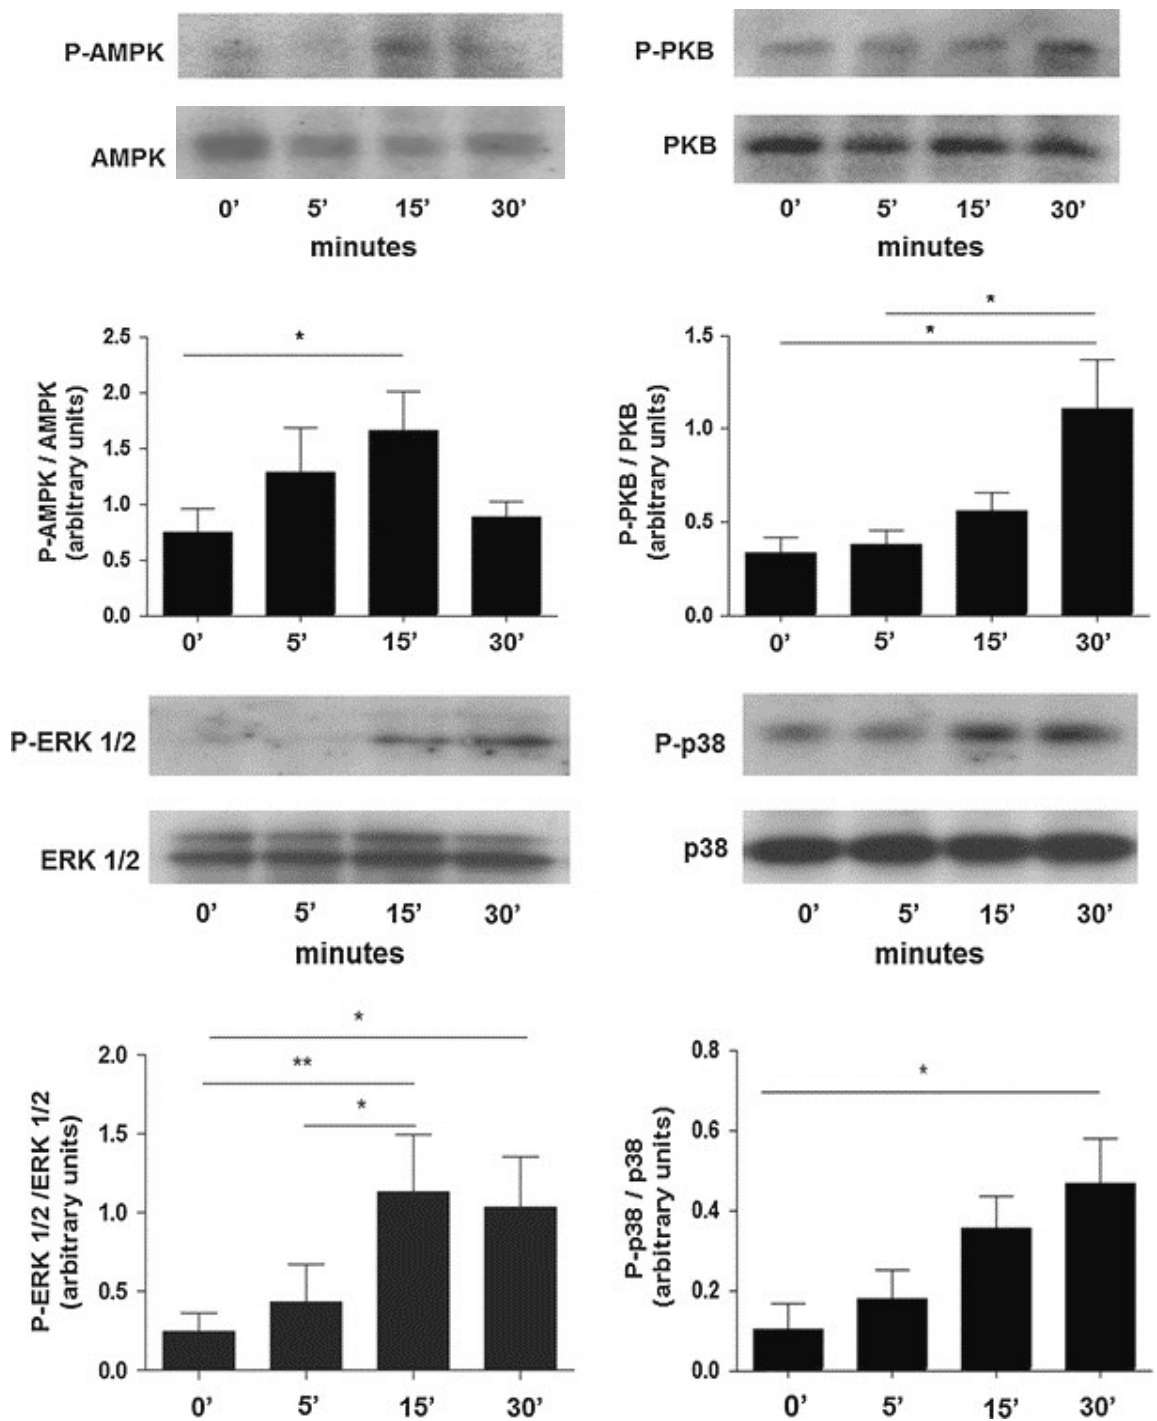 P-AMPK
AMPK
0' 5' 15' 30'
minutes
P-PKB
PKB
0' 5' 15' 30'
minutes
P-AMPK / AMPK
(arbitrary units)
2.5
2.0
1.5
1.0
0.5
0.0
*
0' 5' 15' 30'
P-PKB / PKB
(arbitrary units)
1.5
1.0
0.5
0.0
*
*
0' 5' 15' 30'
P-ERK 1/2
ERK 1/2
0' 5' 15' 30'
minutes
P-p38
p38
0' 5' 15' 30'
minutes
P-ERK 1/2 /ERK 1/2
(arbitrary units)
2.0
1.5
1.0
0.5
0.0
*
**
*
0' 5' 15' 30'
P-p38 / p38
(arbitrary units)
0.8
0.6
0.4
0.2
0.0
*
0' 5' 15' 30'